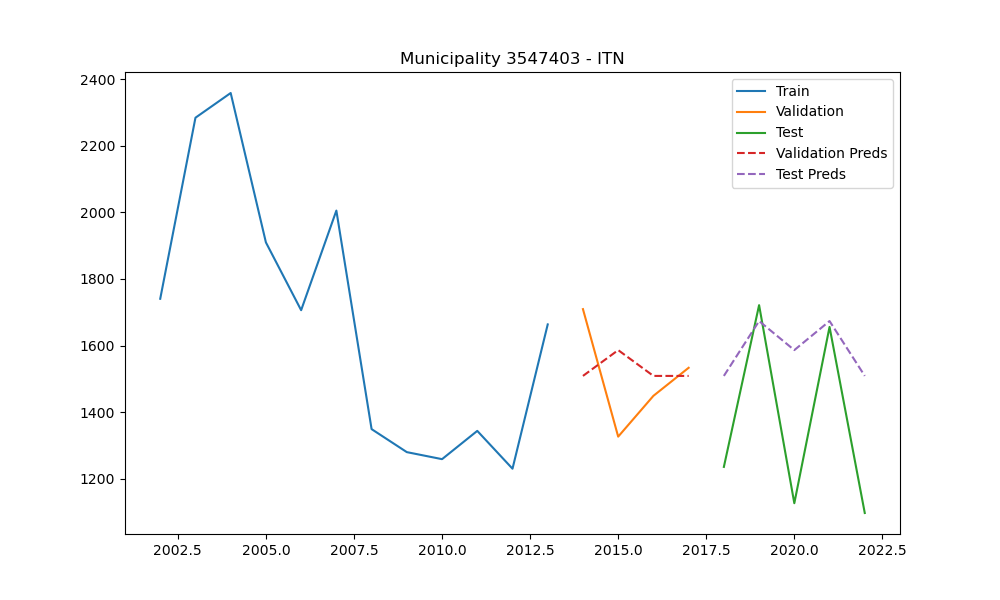 Municipality 3547403 - ITN
2400
2200
2000
1800
1600
1400
1200
2002.5 2005.0 2007.5 2010.0 2012.5 2015.0 2017.5 2020.0 2022.5
Train
Validation
Test
Validation Preds
Test Preds